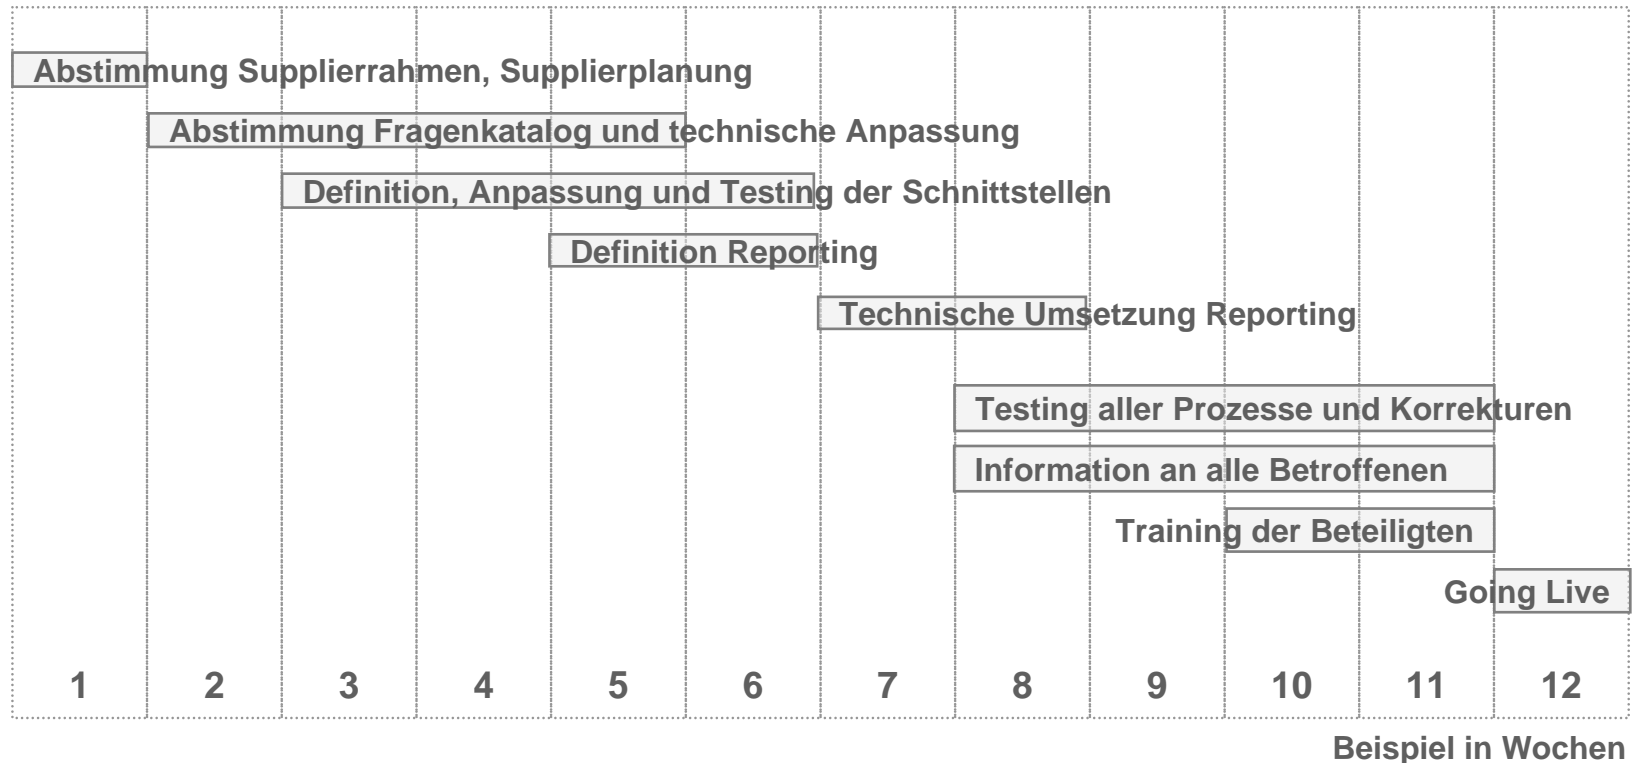 Abstimmung Supplierrahmen, Supplierplanung
Abstimmung Fragenkatalog und technische Anpassung
Definition, Anpassung und Testing der Schnittstellen
Definition Reporting
Technische Umsetzung Reporting
Testing aller Prozesse und Korrekturen
Information an alle Betroffenen
Training der Beteiligten
Going Live
1 2 3 4 5 6 7 8 9 10 11 12
Beispiel in Wochen